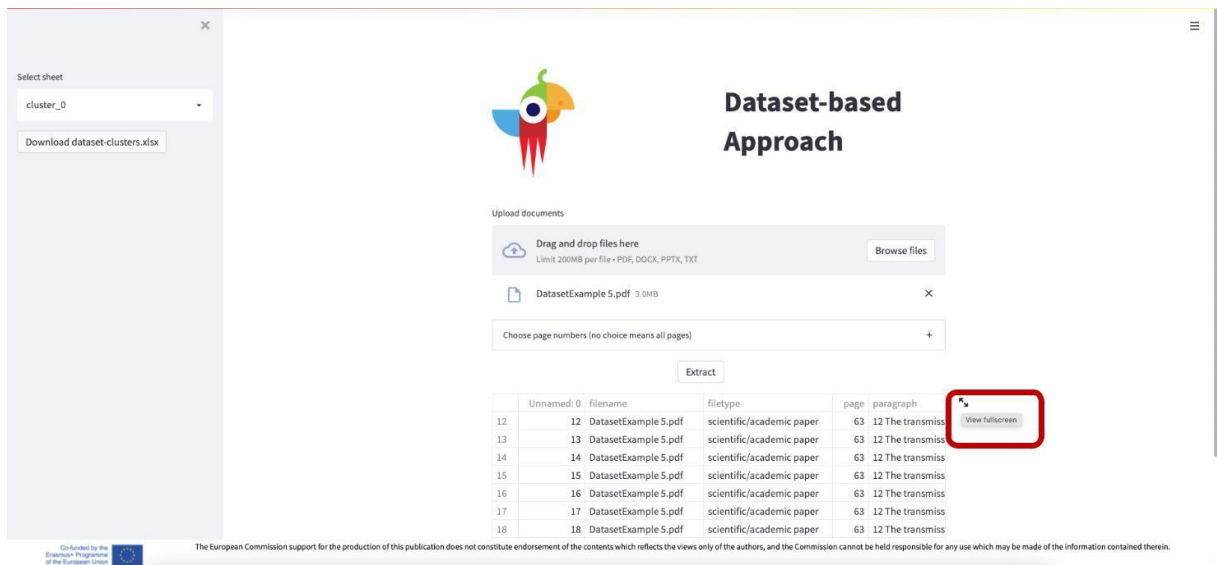 ×
≡
Select sheet
cluster_0
Download dataset-clusters.xlsx
Dataset-based
Approach
Upload documents
Drag and drop files here
Limit 200MB per file • PDF, DOCX, PPTX, TXT
Browse files
DatasetExample 5.pdf 3.0MB ×
Choose page numbers (no choice means all pages) +
Extract
Unnamed: 0 filename filetype page paragraph
View fullscreen
12 12 DatasetExample 5.pdf scientific/academic paper 63 12 The transmiss
13 13 DatasetExample 5.pdf scientific/academic paper 63 12 The transmiss
14 14 DatasetExample 5.pdf scientific/academic paper 63 12 The transmiss
15 15 DatasetExample 5.pdf scientific/academic paper 63 12 The transmiss
16 16 DatasetExample 5.pdf scientific/academic paper 63 12 The transmiss
17 17 DatasetExample 5.pdf scientific/academic paper 63 12 The transmiss
18 18 DatasetExample 5.pdf scientific/academic paper 63 12 The transmiss
Co-funded by the
Erasmus+ Programme
of the European Union
The European Commission support for the production of this publication does not constitute endorsement of the contents which reflects the views only of the authors, and the Commission cannot be held responsible for any use which may be made of the information contained therein.